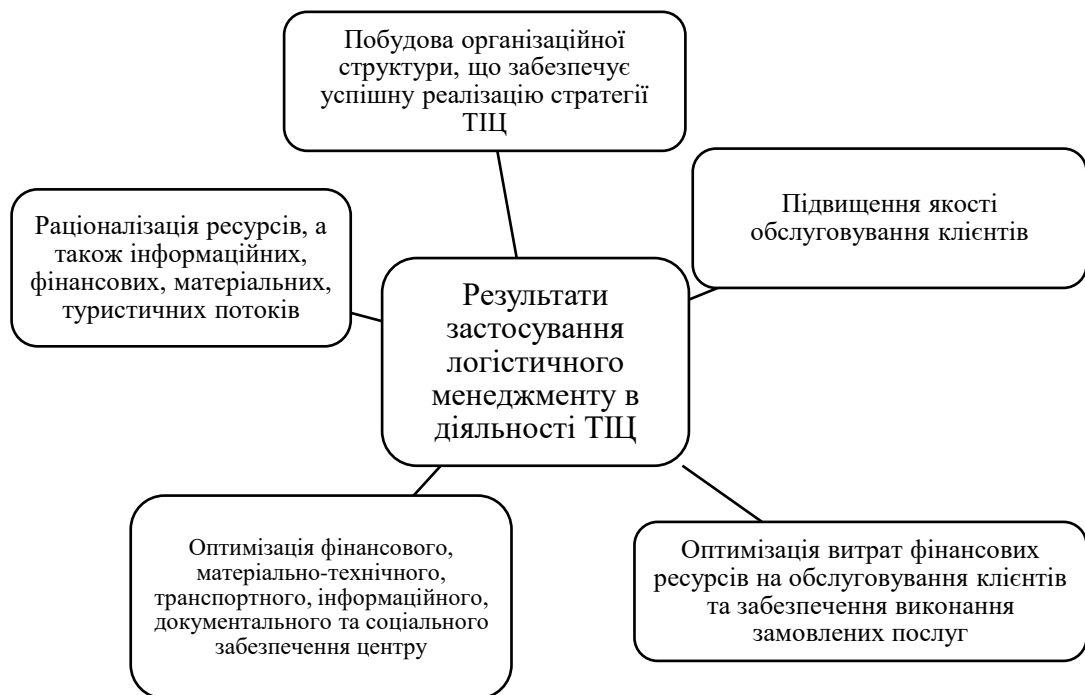 Побудова організаційної
структури, що забезпечує
успішну реалізацію стратегії
ТІЦ
Підвищення якості
обслуговування клієнтів
Раціоналізація ресурсів, а
також інформаційних,
фінансових, матеріальних,
туристичних потоків
Результати
застосування
логістичного
менеджменту в
діяльності ТІЦ
Оптимізація фінансового,
матеріально-технічного,
транспортного, інформаційного,
документального та соціального
забезпечення центру
Оптимізація витрат фінансових
ресурсів на обслуговування клієнтів
та забезпечення виконання
замовлених послуг